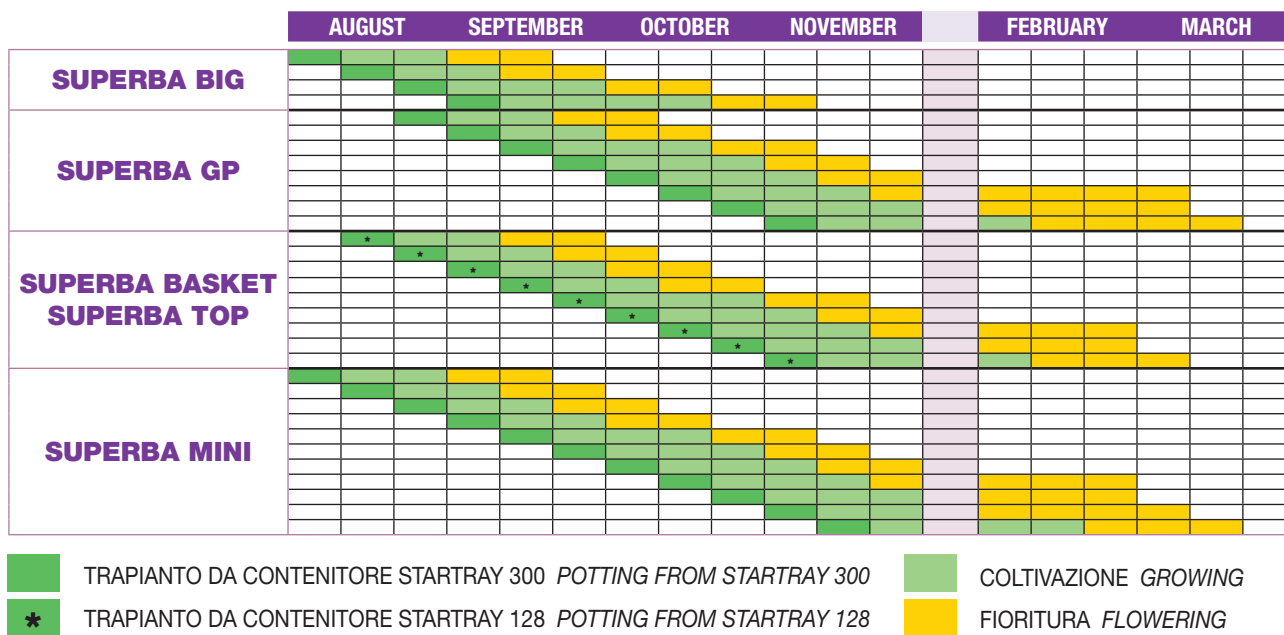 AUGUST SEPTEMBER OCTOBER NOVEMBER FEBRUARY MARCH
SUPERBA BIG
SUPERBA GP
SUPERBA BASKET
SUPERBA TOP
*
*
*
*
*
*
*
*
*
SUPERBA MINI
TRAPIANTO DA CONTENITORE STARTRAY 300 POTTING FROM STARTRAY 300
COLTIVAZIONE GROWING
* TRAPIANTO DA CONTENITORE STARTRAY 128 POTTING FROM STARTRAY 128
FIORITURA FLOWERING